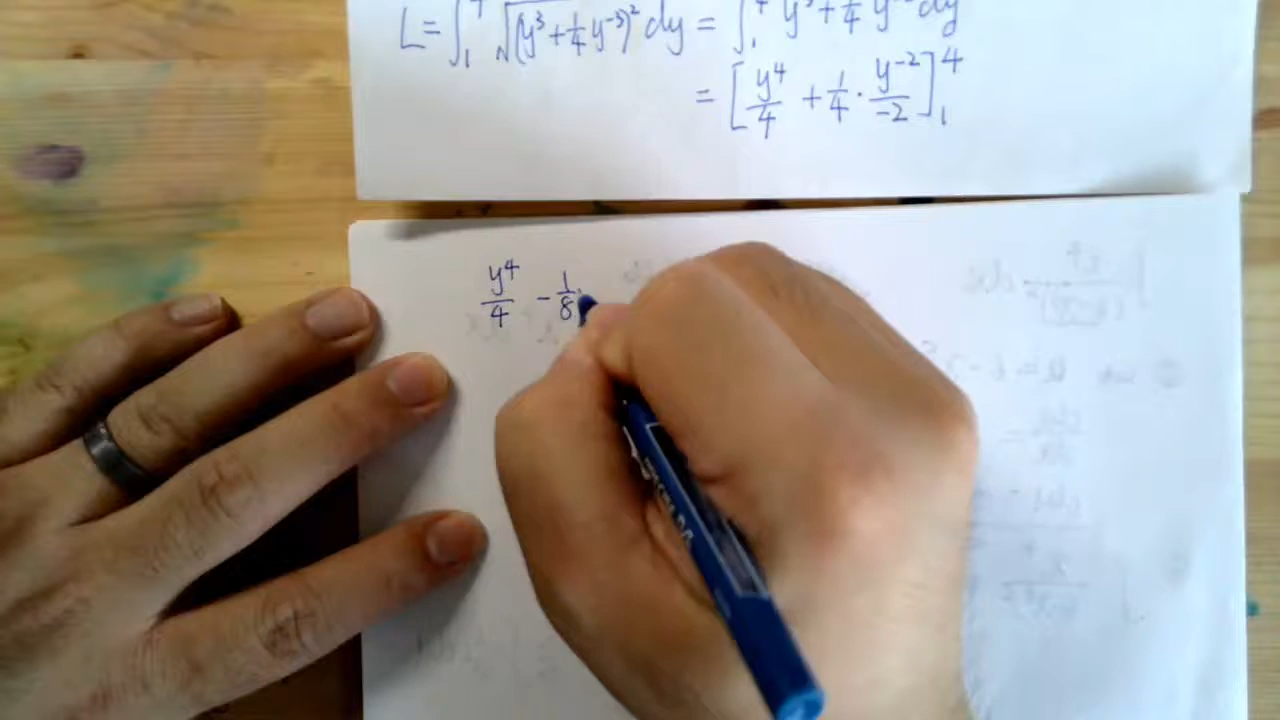 L = ∫₁⁴ √(y³ + 1/4 y⁻³)² dy = ∫₁⁴ y³ + 1/4 y⁻³ dy
= [y⁴/4 + 1/4 · y⁻²/-2]₁⁴
y⁴/4 - 1/8